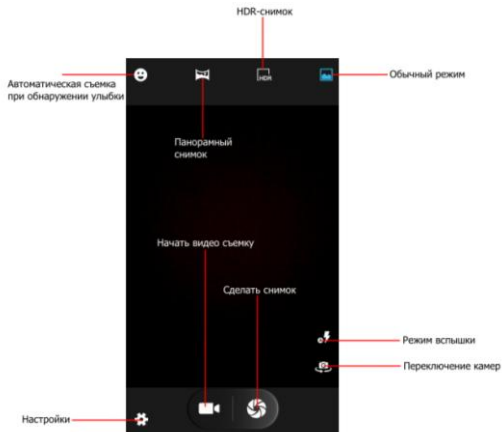 HDR-снимок
Автоматическая съемка
при обнаружении улыбки
HDR
Обычный режим
Панорамный
снимок
Начать видео съемку
Сделать снимок
Режим вспышки
Переключение камер
Настройки